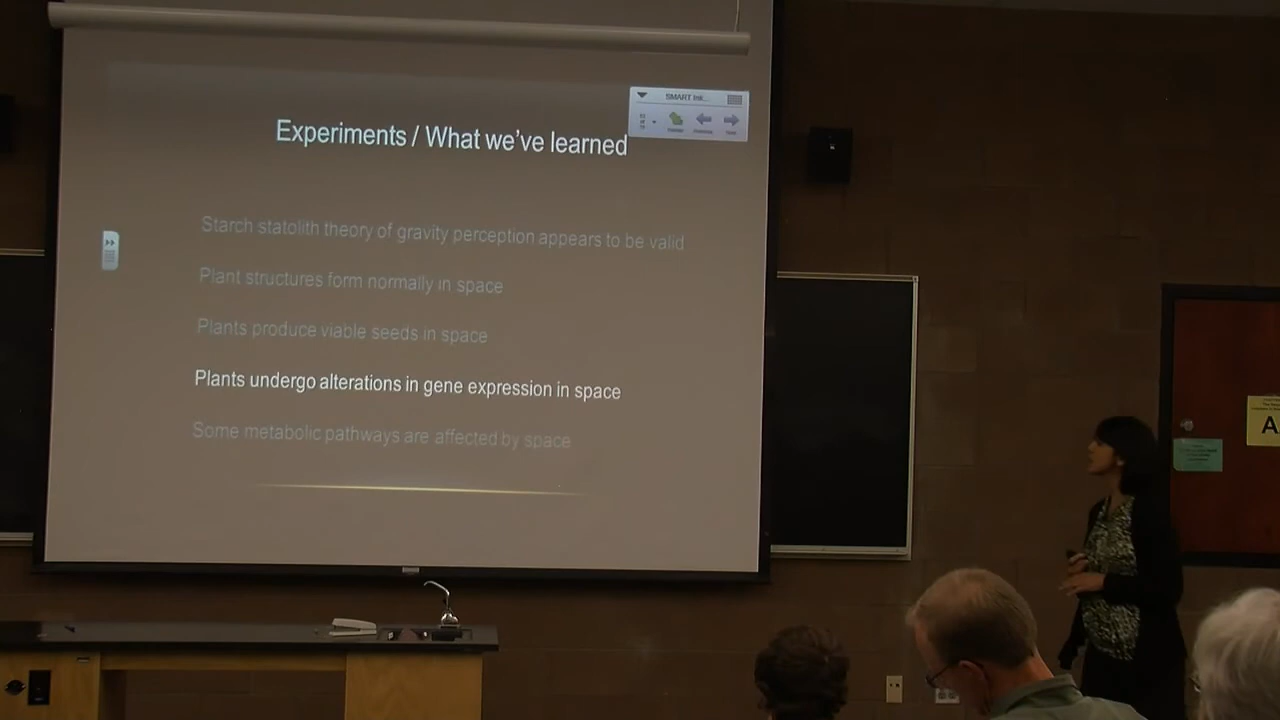 SMART Ink...
Experiments / What we've learned
Starch statolith theory of gravity perception appears to be valid
Plant structures form normally in space
Plants produce viable seeds in space
Plants undergo alterations in gene expression in space
Some metabolic pathways are affected by space
A